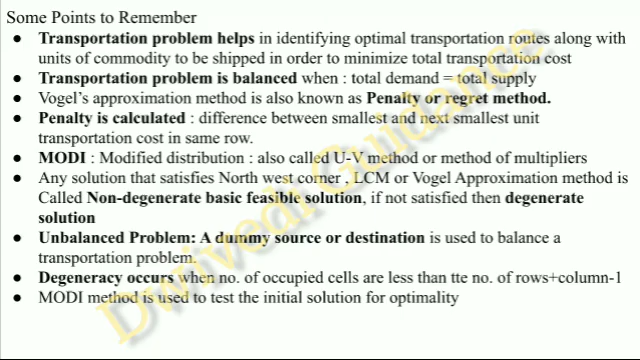 Some Points to Remember
● Transportation problem helps in identifying optimal transportation routes along with
units of commodity to be shipped in order to minimize total transportation cost
● Transportation problem is balanced when : total demand = total supply
● Vogel's approximation method is also known as Penalty or regret method.
● Penalty is calculated : difference between smallest and next smallest unit
transportation cost in same row.
● MODI : Modified distribution : also called U-V method or method of multipliers
● Any solution that satisfies North west corner , LCM or Vogel Approximation method is
Called Non-degenerate basic feasible solution, if not satisfied then degenerate
solution
● Unbalanced Problem: A dummy source or destination is used to balance a
transportation problem.
● Degeneracy occurs when no. of occupied cells are less than tte no. of rows+column-1
● MODI method is used to test the initial solution for optimality
Dwivedi Guidance